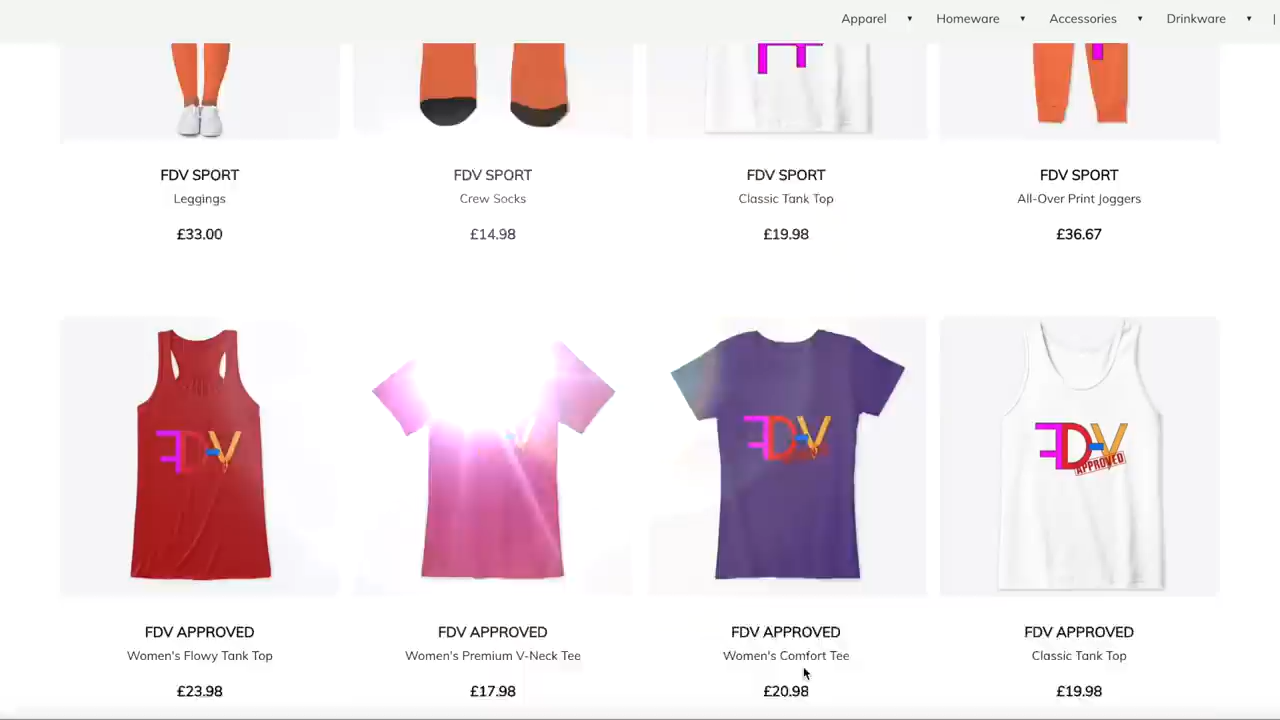 Apparel ▾ Homeware ▾ Accessories ▾ Drinkware ▾
FDV SPORT
Leggings
£33.00
FDV SPORT
Crew Socks
£14.98
FDV SPORT
Classic Tank Top
£19.98
FDV SPORT
All-Over Print Joggers
£36.67
FD-V
FD-V
FD-V
APPROVED
FDV APPROVED
Women's Flowy Tank Top
£23.98
FDV APPROVED
Women's Premium V-Neck Tee
£17.98
FDV APPROVED
Women's Comfort Tee
£20.98
FDV APPROVED
Classic Tank Top
£19.98